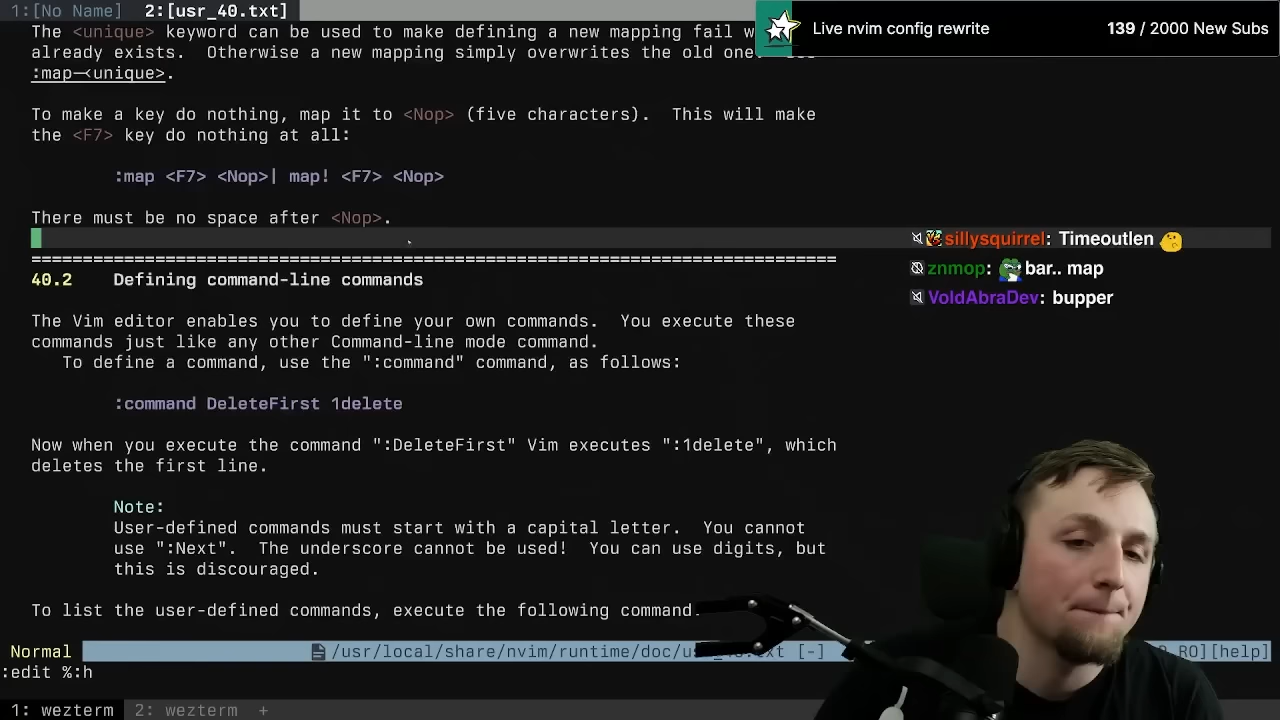 1:[No Name]  2:[usr_40.txt]
Live nvim config rewrite 139 / 2000 New Subs
The <unique> keyword can be used to make defining a new mapping fail
already exists.  Otherwise a new mapping simply overwrites the old one.
:map-<unique>.
To make a key do nothing, map it to <Nop> (five characters).  This will make
the <F7> key do nothing at all:
:map <F7> <Nop>| map! <F7> <Nop>
There must be no space after <Nop>.
sillysquirrel: Timeoutlen
znmop: bar.. map
VoldAbraDev: bupper
==============================================================================
40.2    Defining command-line commands
The Vim editor enables you to define your own commands.  You execute these
commands just like any other Command-line mode command.
To define a command, use the ":command" command, as follows:
:command DeleteFirst 1delete
Now when you execute the command ":DeleteFirst" Vim executes ":1delete", which
deletes the first line.
Note:
User-defined commands must start with a capital letter.  You cannot
use ":Next".  The underscore cannot be used!  You can use digits, but
this is discouraged.
To list the user-defined commands, execute the following command:
Normal /usr/local/share/nvim/runtime/doc/us txt [-] RO][help]
:edit %:h
1: wezterm  2: wezterm  +